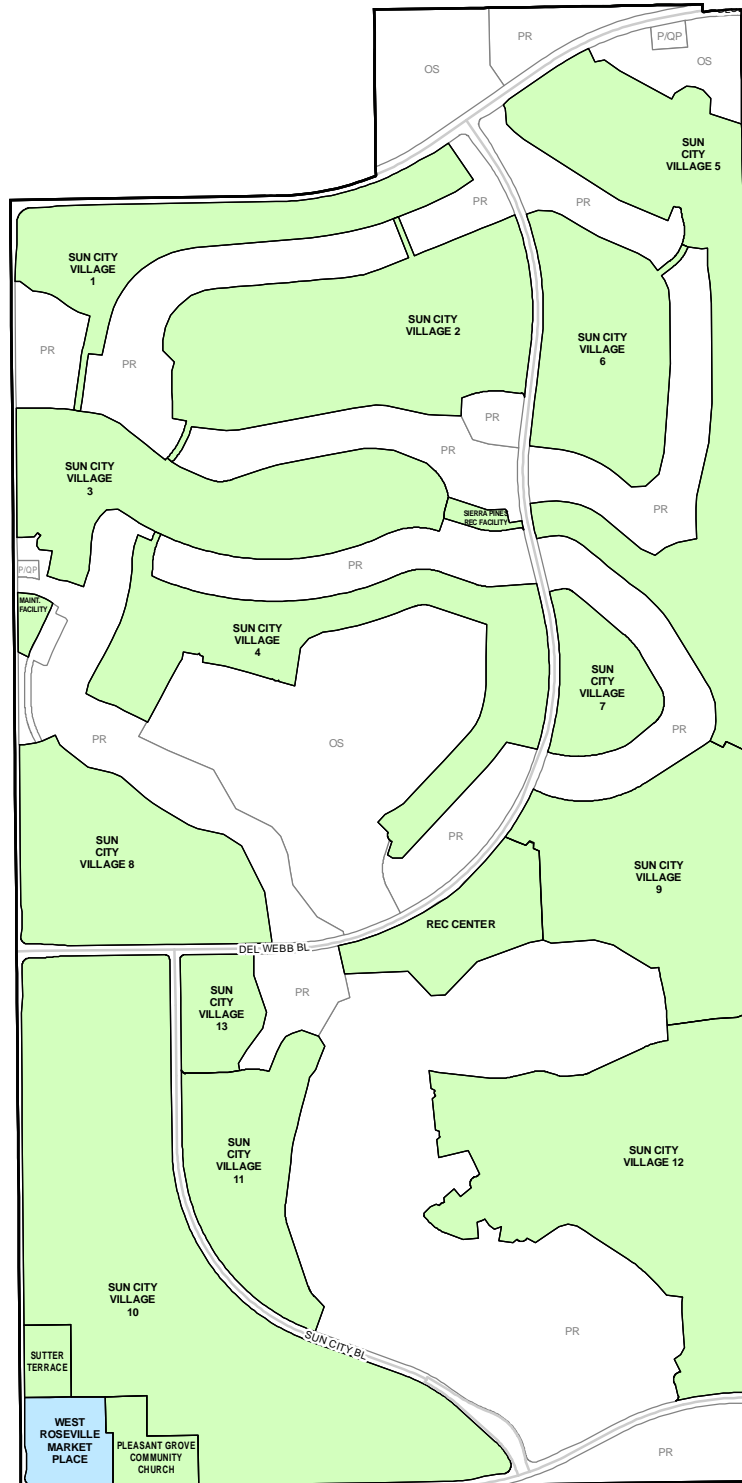 PR
P/QP
OS
OS
SUN
CITY
VILLAGE 5
PR
PR
SUN CITY
VILLAGE
1
SUN CITY
VILLAGE 2
SUN CITY
VILLAGE
6
PR
PR
PR
PR
SUN CITY
VILLAGE
3
SIERRA PINES
REC FACILITY
PR
P/QP
PR
MAINT.
FACILITY
SUN CITY
VILLAGE
4
SUN
CITY
VILLAGE
7
PR
OS
PR
PR
SUN
CITY
VILLAGE 8
SUN CITY
VILLAGE
9
REC CENTER
DEL WEBB BL
SUN
CITY
VILLAGE
13
PR
SUN
CITY
VILLAGE
11
SUN CITY
VILLAGE 12
SUN CITY
VILLAGE
10
PR
SUN CITY BL
SUTTER
TERRACE
WEST
ROSEVILLE
MARKET
PLACE
PLEASANT GROVE
COMMUNITY
CHURCH
PR